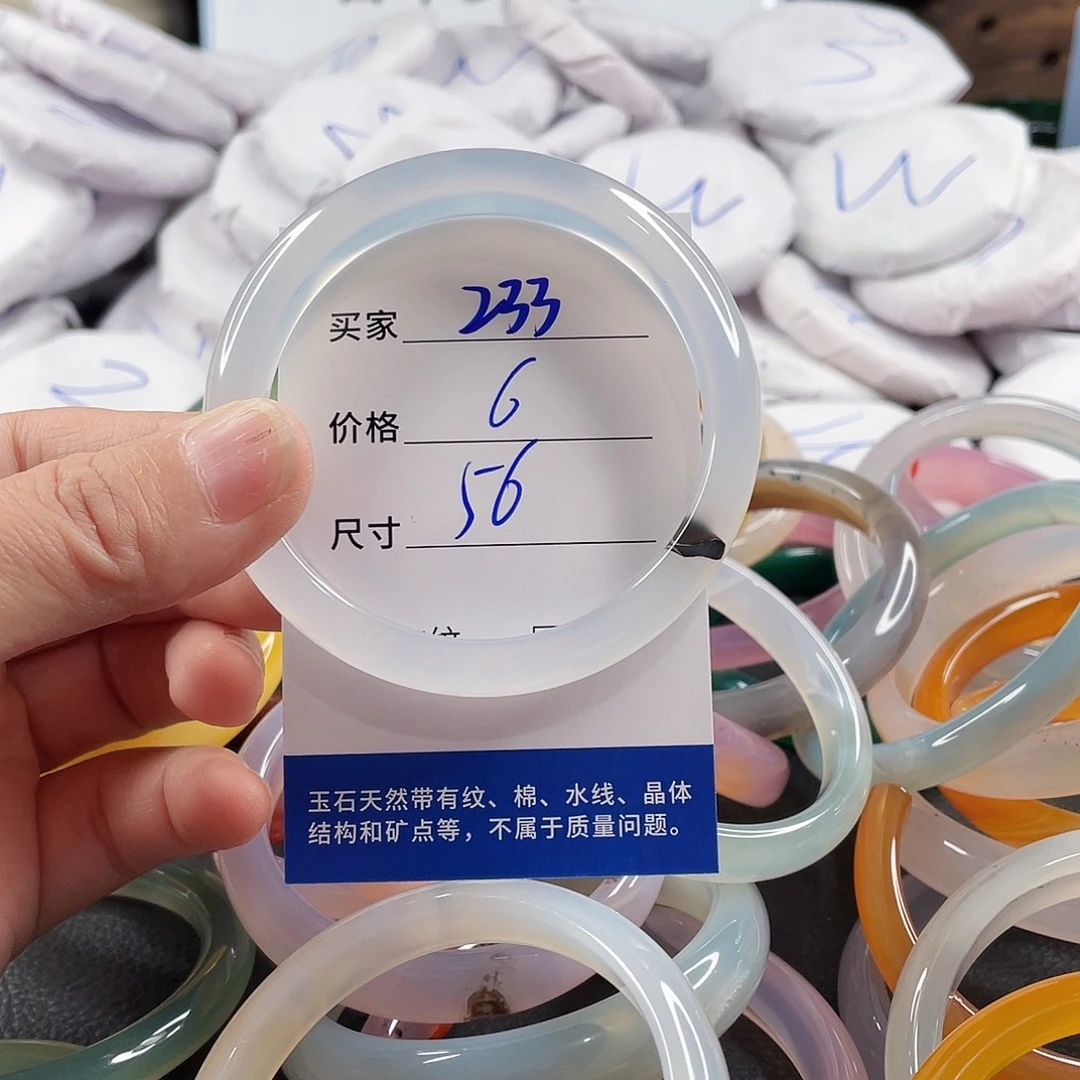 买家 233
价格 6
尺寸 56
玉石天然带有纹、棉、水线、晶体
结构和矿点等，不属于质量问题。